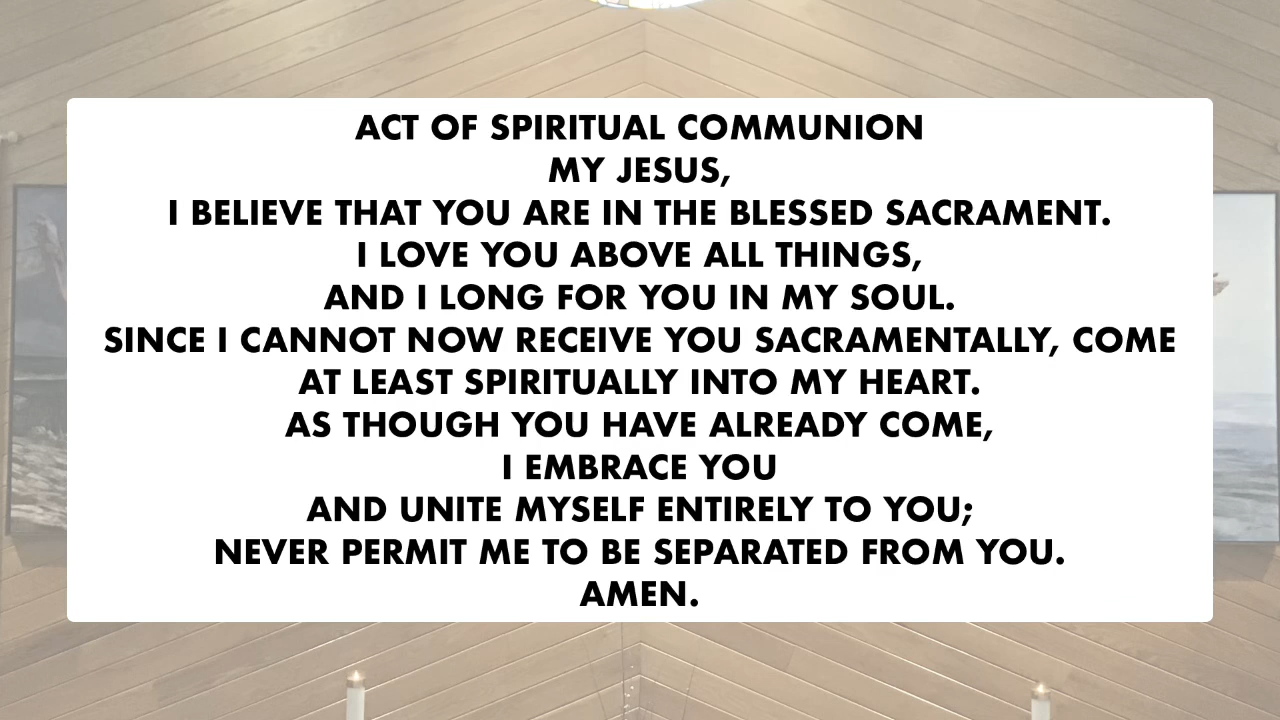 ACT OF SPIRITUAL COMMUNION
MY JESUS,
I BELIEVE THAT YOU ARE IN THE BLESSED SACRAMENT.
I LOVE YOU ABOVE ALL THINGS,
AND I LONG FOR YOU IN MY SOUL.
SINCE I CANNOT NOW RECEIVE YOU SACRAMENTALLY, COME
AT LEAST SPIRITUALLY INTO MY HEART.
AS THOUGH YOU HAVE ALREADY COME,
I EMBRACE YOU
AND UNITE MYSELF ENTIRELY TO YOU;
NEVER PERMIT ME TO BE SEPARATED FROM YOU.
AMEN.